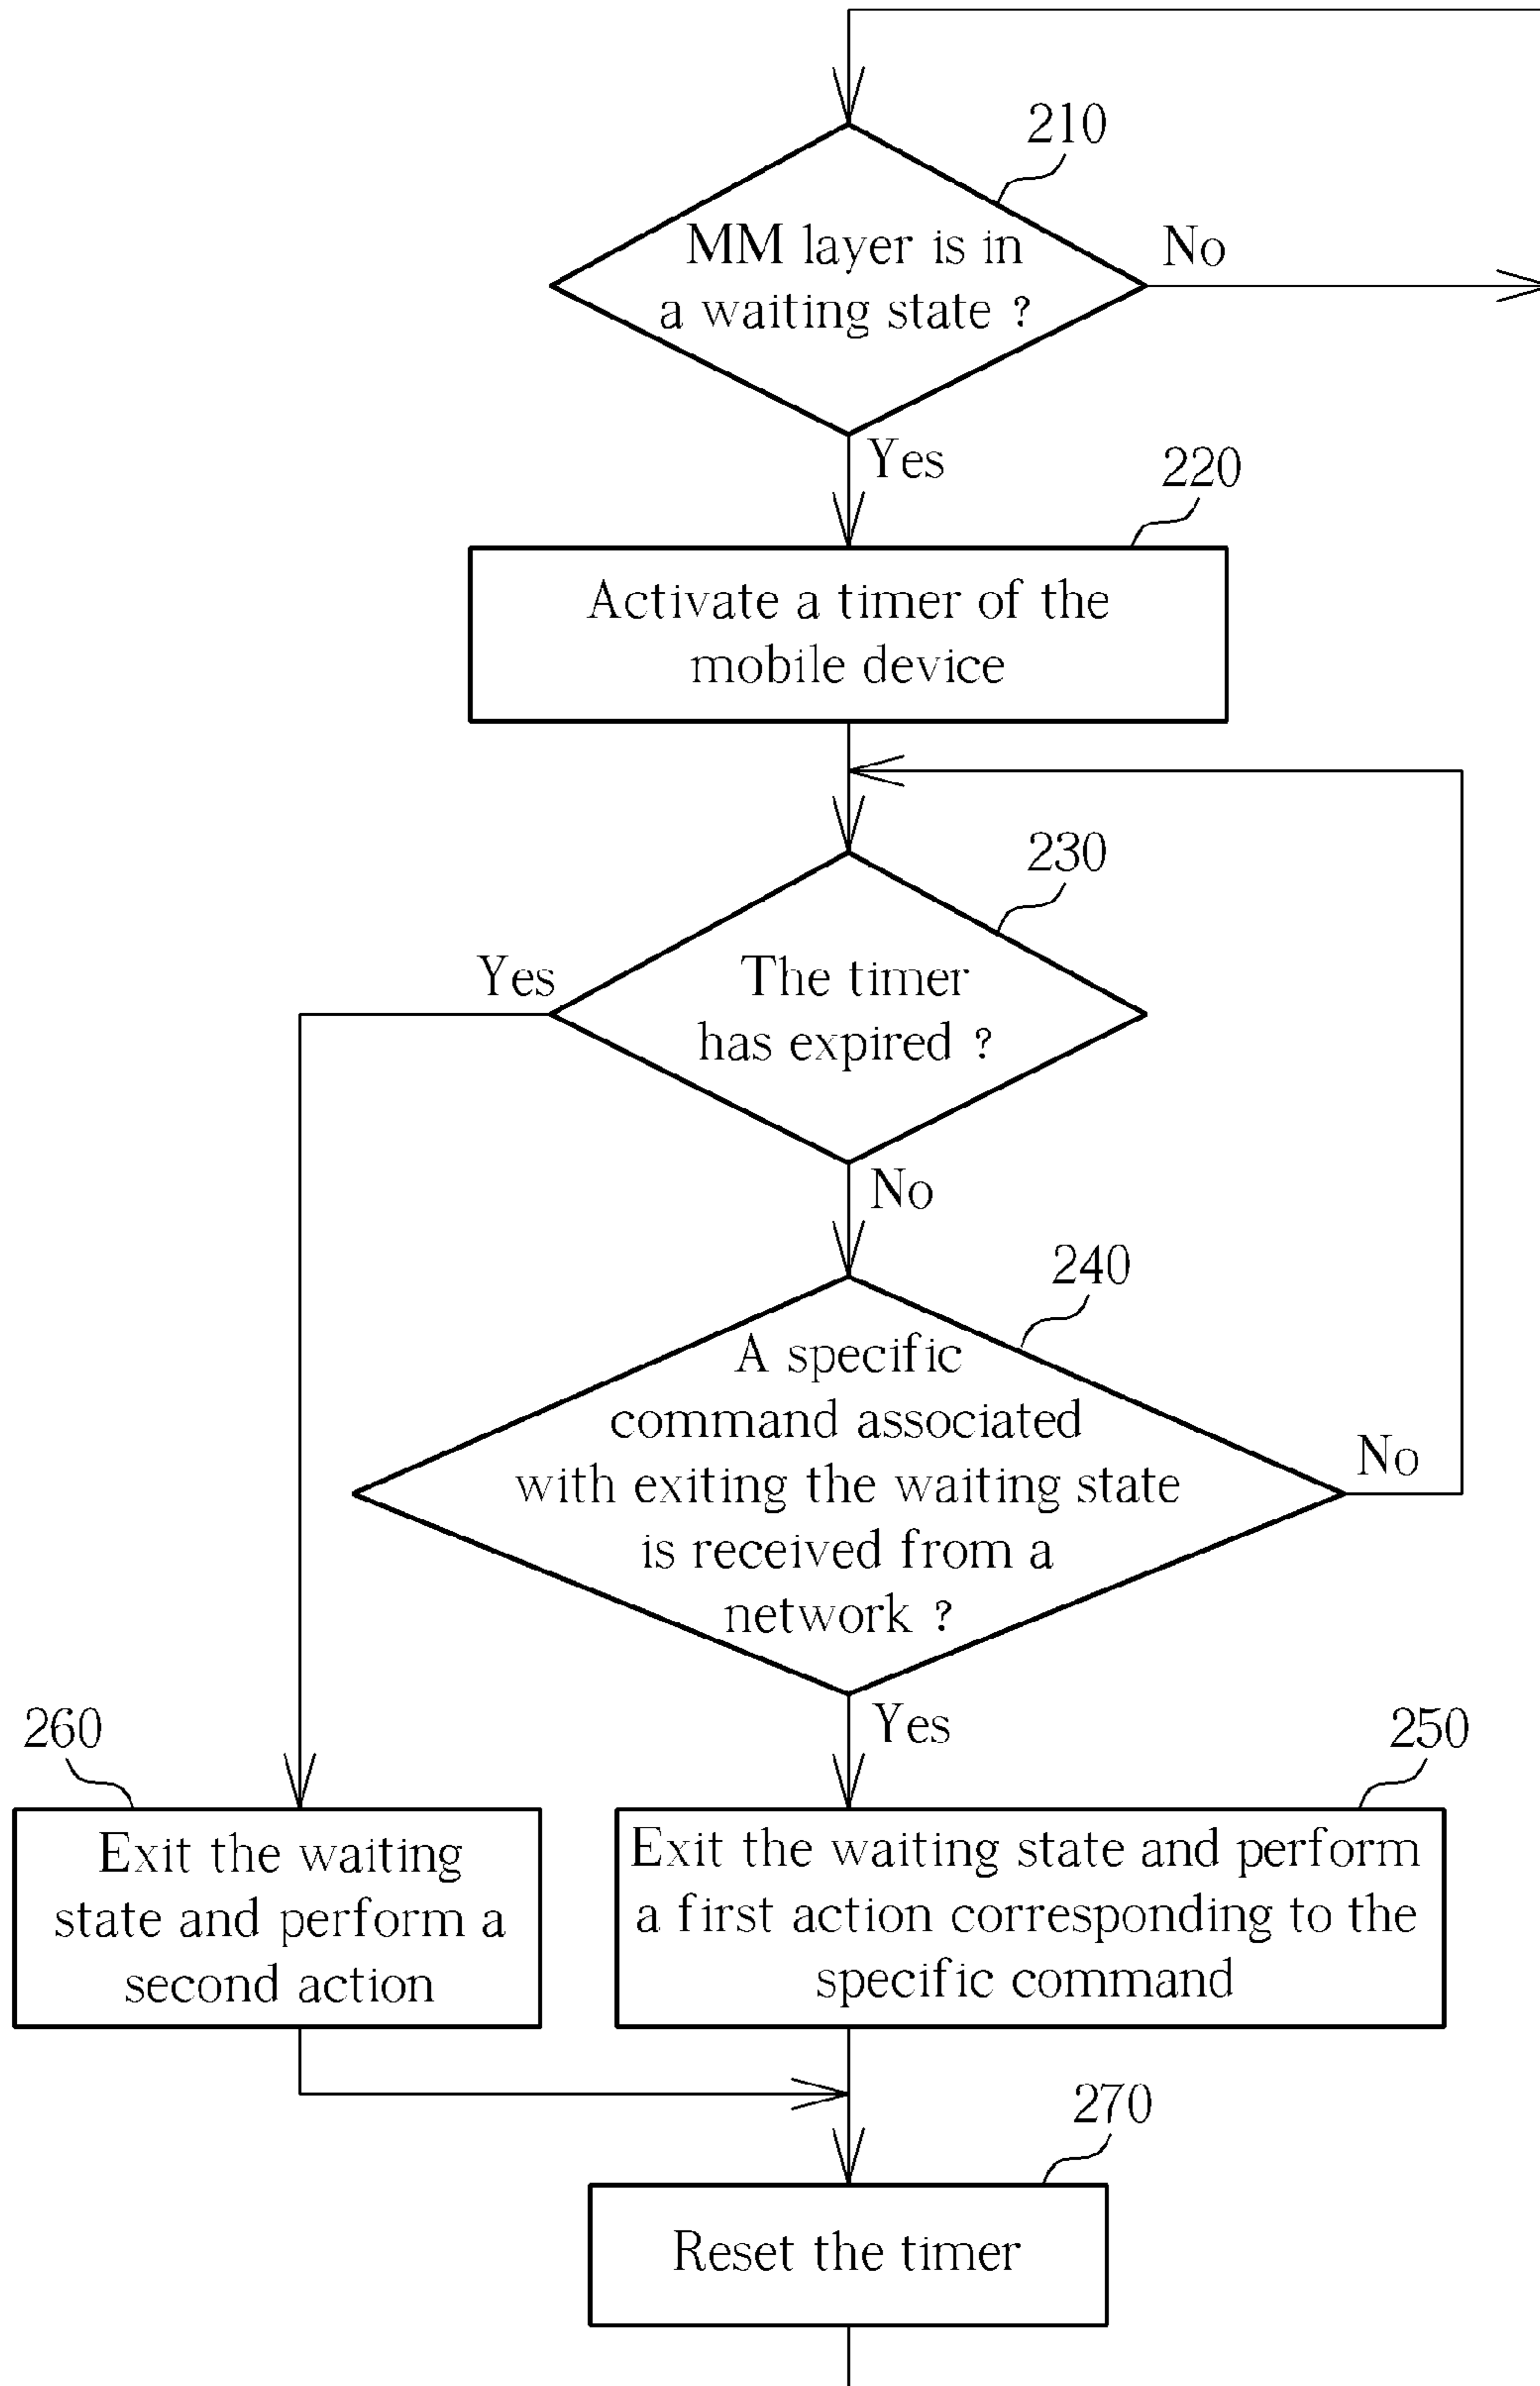 210
MM layer is in
a waiting state ?
No
Yes
220
Activate a timer of the
mobile device
230
Yes
The timer
has expired ?
No
240
A specific
command associated
with exiting the waiting state
is received from a
network ?
No
Yes
260
250
Exit the waiting
state and perform a
second action
Exit the waiting state and perform
a first action corresponding to the
specific command
270
Reset the timer